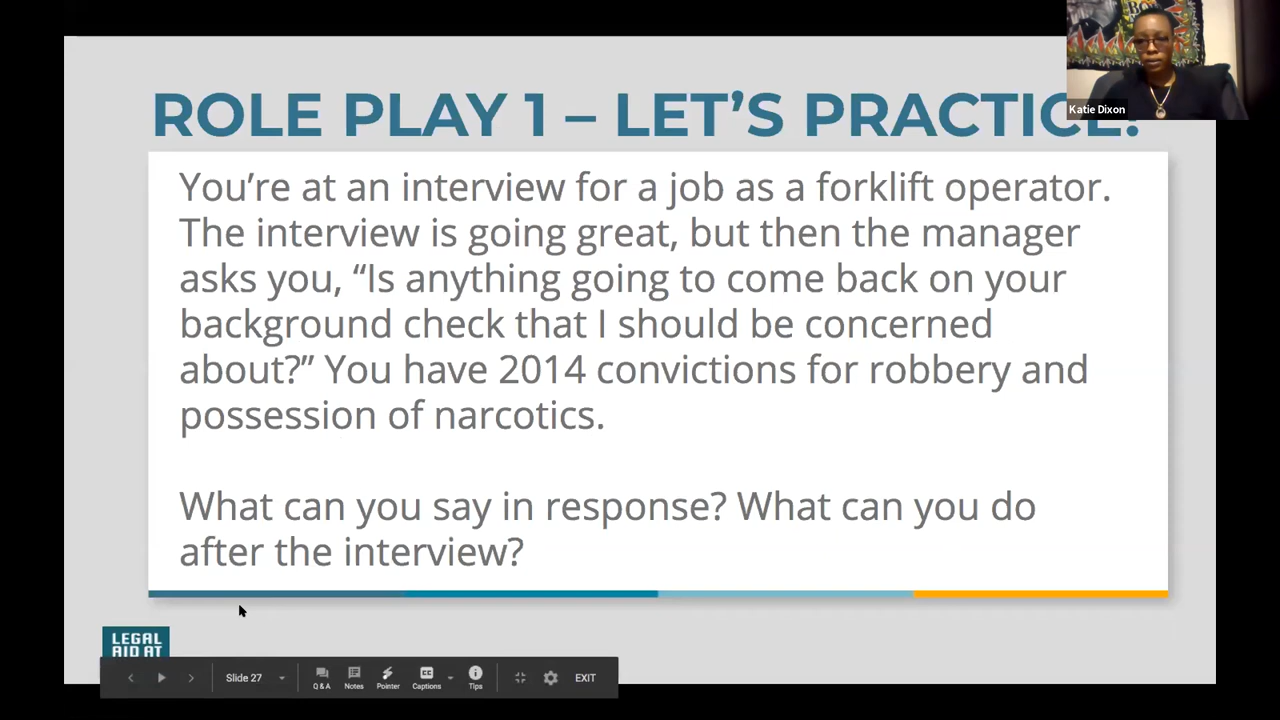 ROLE PLAY 1 – LET’S PRACTICE!
Katie Dixon
You’re at an interview for a job as a forklift operator.
The interview is going great, but then the manager
asks you, “Is anything going to come back on your
background check that I should be concerned
about?” You have 2014 convictions for robbery and
possession of narcotics.
What can you say in response? What can you do
after the interview?
LEGAL
AID AT
Slide 27
Q & A
Notes
Pointer
CC
Captions
Tips
EXIT